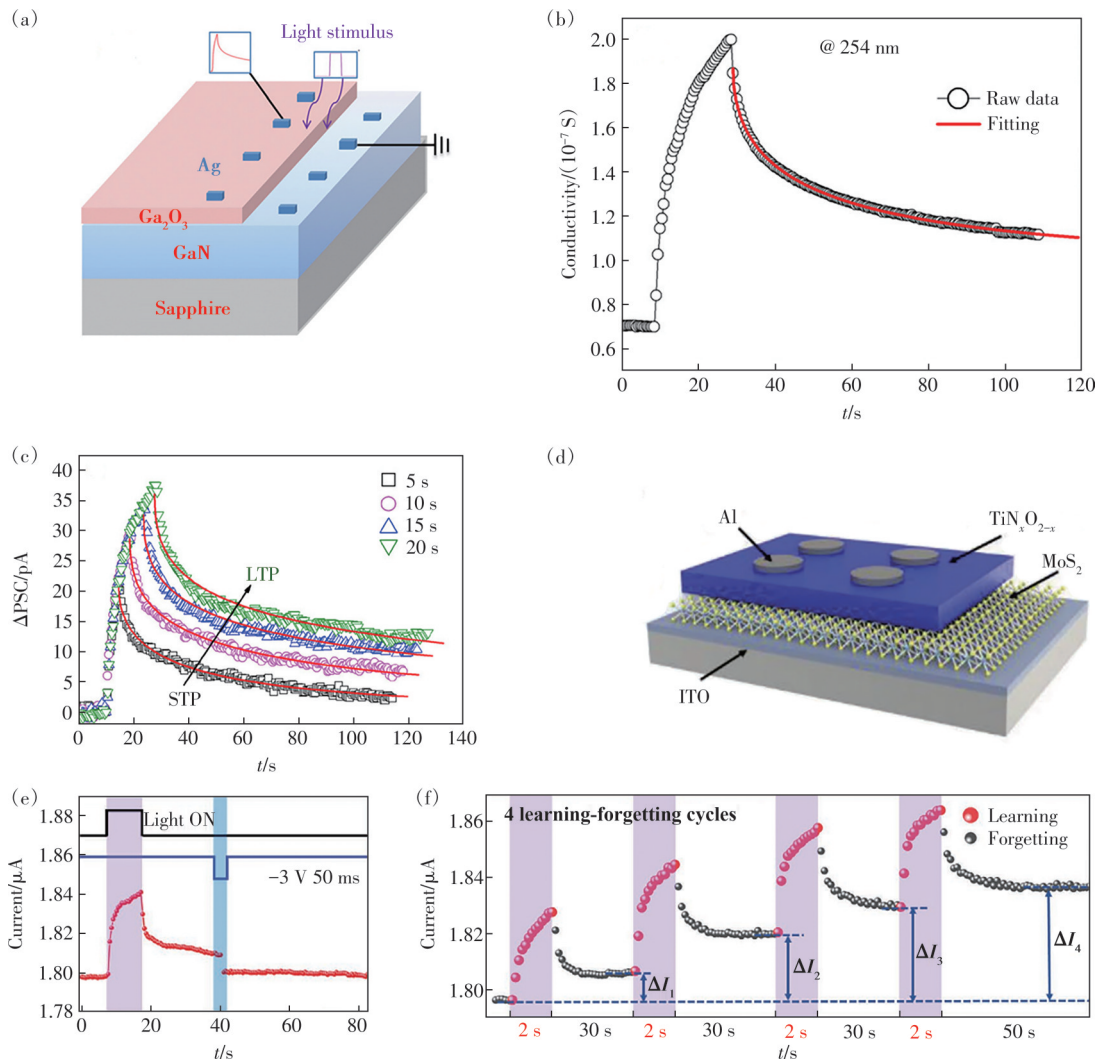 (a)
Light stimulus
Ag
Ga₂O₃
GaN
Sapphire
(b)
@ 254 nm
Raw data
Fitting
Conductivity/(10⁻⁷ S)
2.0
1.8
1.6
1.4
1.2
1.0
0.8
0.6
0 20 40 60 80 100 120
t/s
(c)
ΔPSC/pA
40
35
30
25
20
15
10
5
0
5 s
10 s
15 s
20 s
LTP
STP
0 20 40 60 80 100 120 140
t/s
(d)
Al
TiNₓO₂₋ₓ
MoS₂
ITO
(e)
Current/μA
1.88
1.86
1.84
1.82
1.80
1.78
Light ON
−3 V 50 ms
0 20 40 60 80
t/s
(f)
4 learning-forgetting cycles
Learning
Forgetting
Current/μA
1.86
1.84
1.82
1.80
ΔI₁
ΔI₂
ΔI₃
ΔI₄
2 s 30 s 2 s 30 s 2 s 30 s 2 s 50 s
t/s